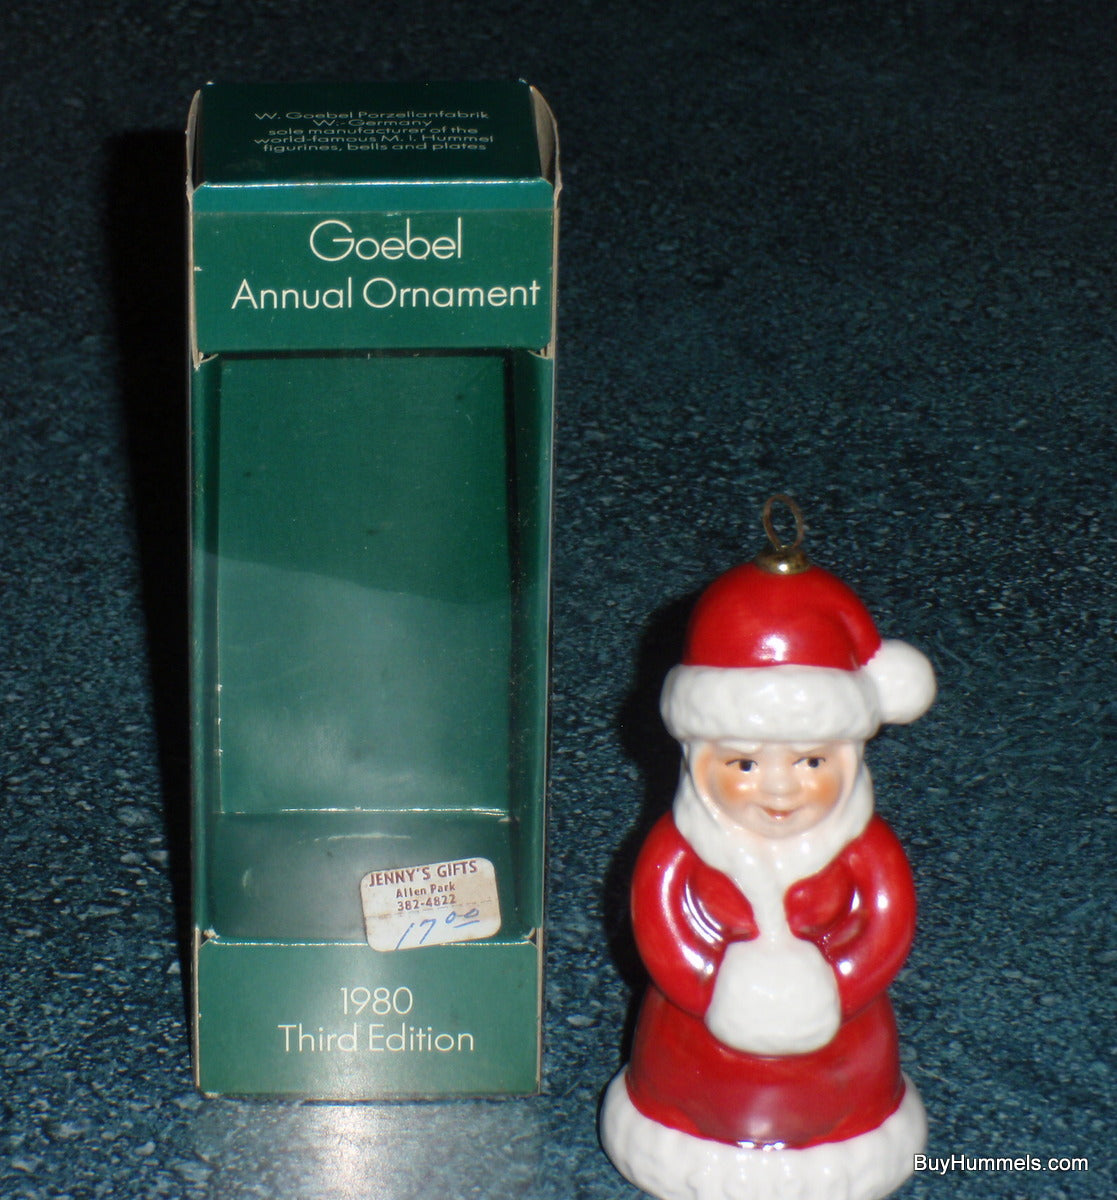 W. Goebel Porzellanfabrik
W.- Germany
sole manufacturer of the
world-famous M. I. Hummel
figurines, bells and plates
Goebel
Annual Ornament
JENNY'S GIFTS
Allen Park
382-4822
17.00
1980
Third Edition
BuyHummels.com